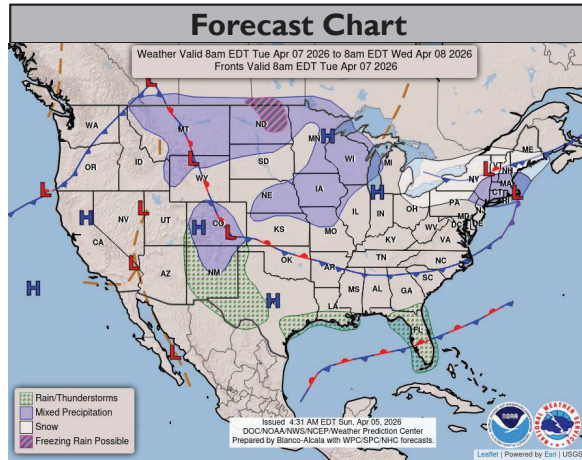 Forecast Chart
Weather Valid 8am EDT Tue Apr 07 2026 to 8am EDT Wed Apr 08 2026
Fronts Valid 8am EDT Tue Apr 07 2026
L
WA
MT
ND
MN
H
ME
OR
ID
L
WY
SD
WI
MI
L
VT
NH
NY
MA
CT
RI
L
L
H
NV
L
UT
H
CO
L
NE
IA
H
IL
IN
OH
PA
NJ
MD
DE
DC
WV
VA
CA
KS
MO
KY
L
AZ
NM
OK
AR
TN
NC
SC
H
H
MS
AL
GA
LA
FL
L
Rain/Thunderstorms
Mixed Precipitation
Snow
Freezing Rain Possible
Issued 4:31 AM EDT Sun, Apr 05, 2026
DOC/NOAA/NWS/NCEP/Weather Prediction Center
Prepared by Blanco-Alcala with WPC/SPC/NHC forecasts.
NOAA
NATIONAL WEATHER SERVICE
Leaflet | Powered by Esri | USGS